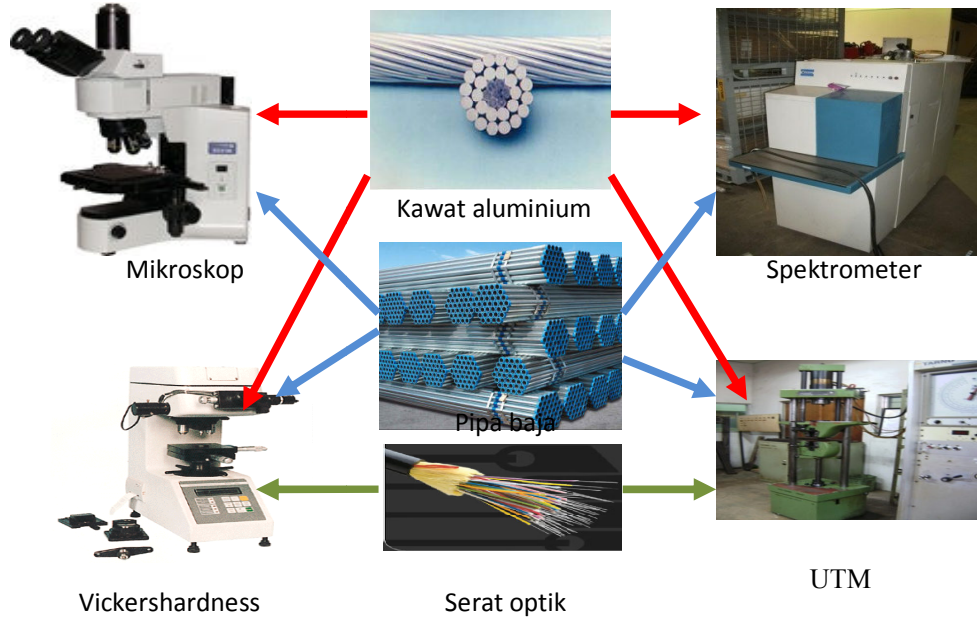 Kawat aluminium
Mikroskop
Spektrometer
Pipa baja
UTM
Vickershardness
Serat optik